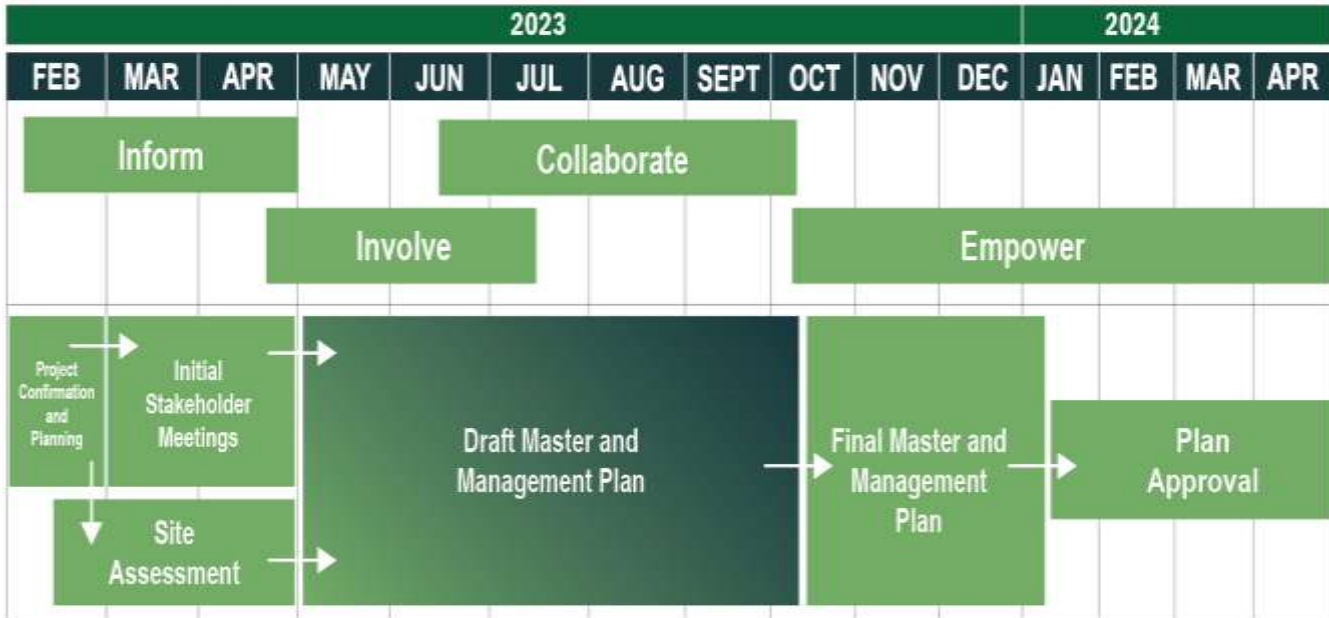 2023 2024
FEB MAR APR MAY JUN JUL AUG SEPT OCT NOV DEC JAN FEB MAR APR
Inform
Collaborate
Involve
Empower
Project
Confirmation
and
Planning
Initial
Stakeholder
Meetings
Site
Assessment
Draft Master and
Management Plan
Final Master and
Management
Plan
Plan
Approval